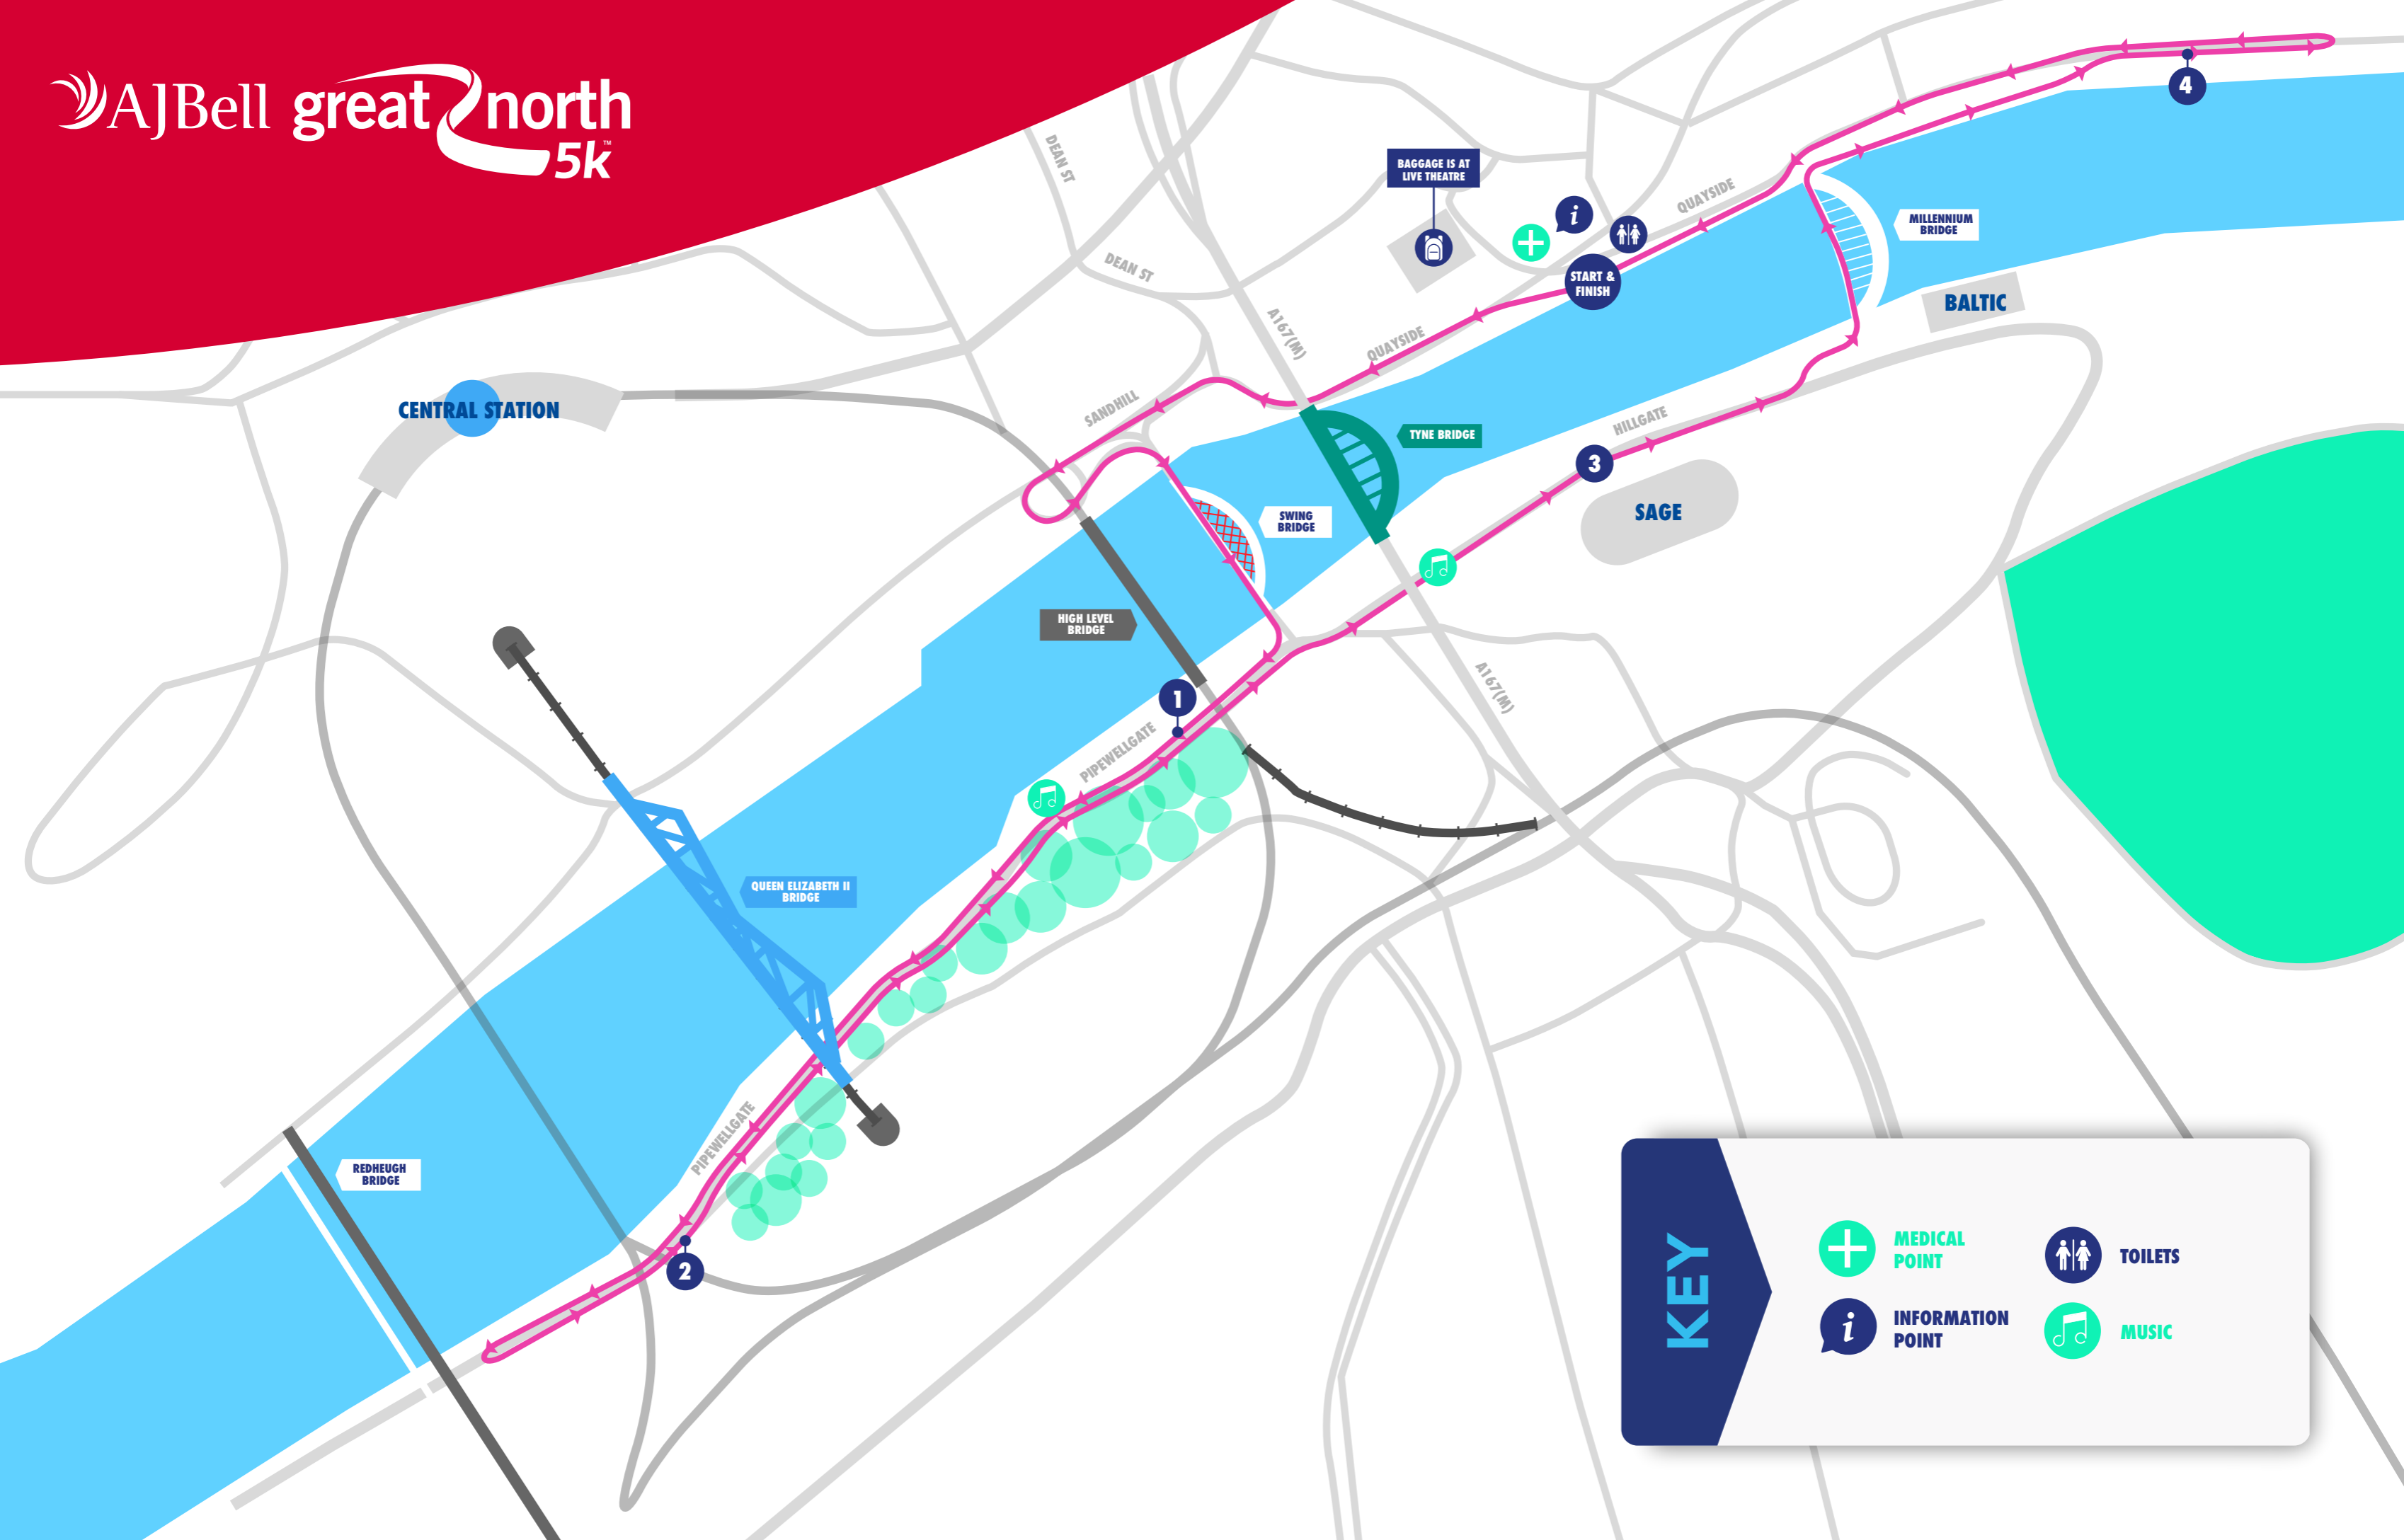 AJBell great north
5k™
DEAN ST
DEAN ST
BAGGAGE IS AT
LIVE THEATRE
i
QUAYSIDE
START &
FINISH
4
MILLENNIUM
BRIDGE
BALTIC
A167(M)
QUAYSIDE
CENTRAL STATION
SANDHILL
TYNE BRIDGE
HILLGATE
3
SAGE
SWING
BRIDGE
HIGH LEVEL
BRIDGE
1
A167(M)
PIPEWELLGATE
QUEEN ELIZABETH II
BRIDGE
PIPEWELLGATE
REDHEUGH
BRIDGE
2
KEY
MEDICAL
POINT
TOILETS
i
INFORMATION
POINT
MUSIC